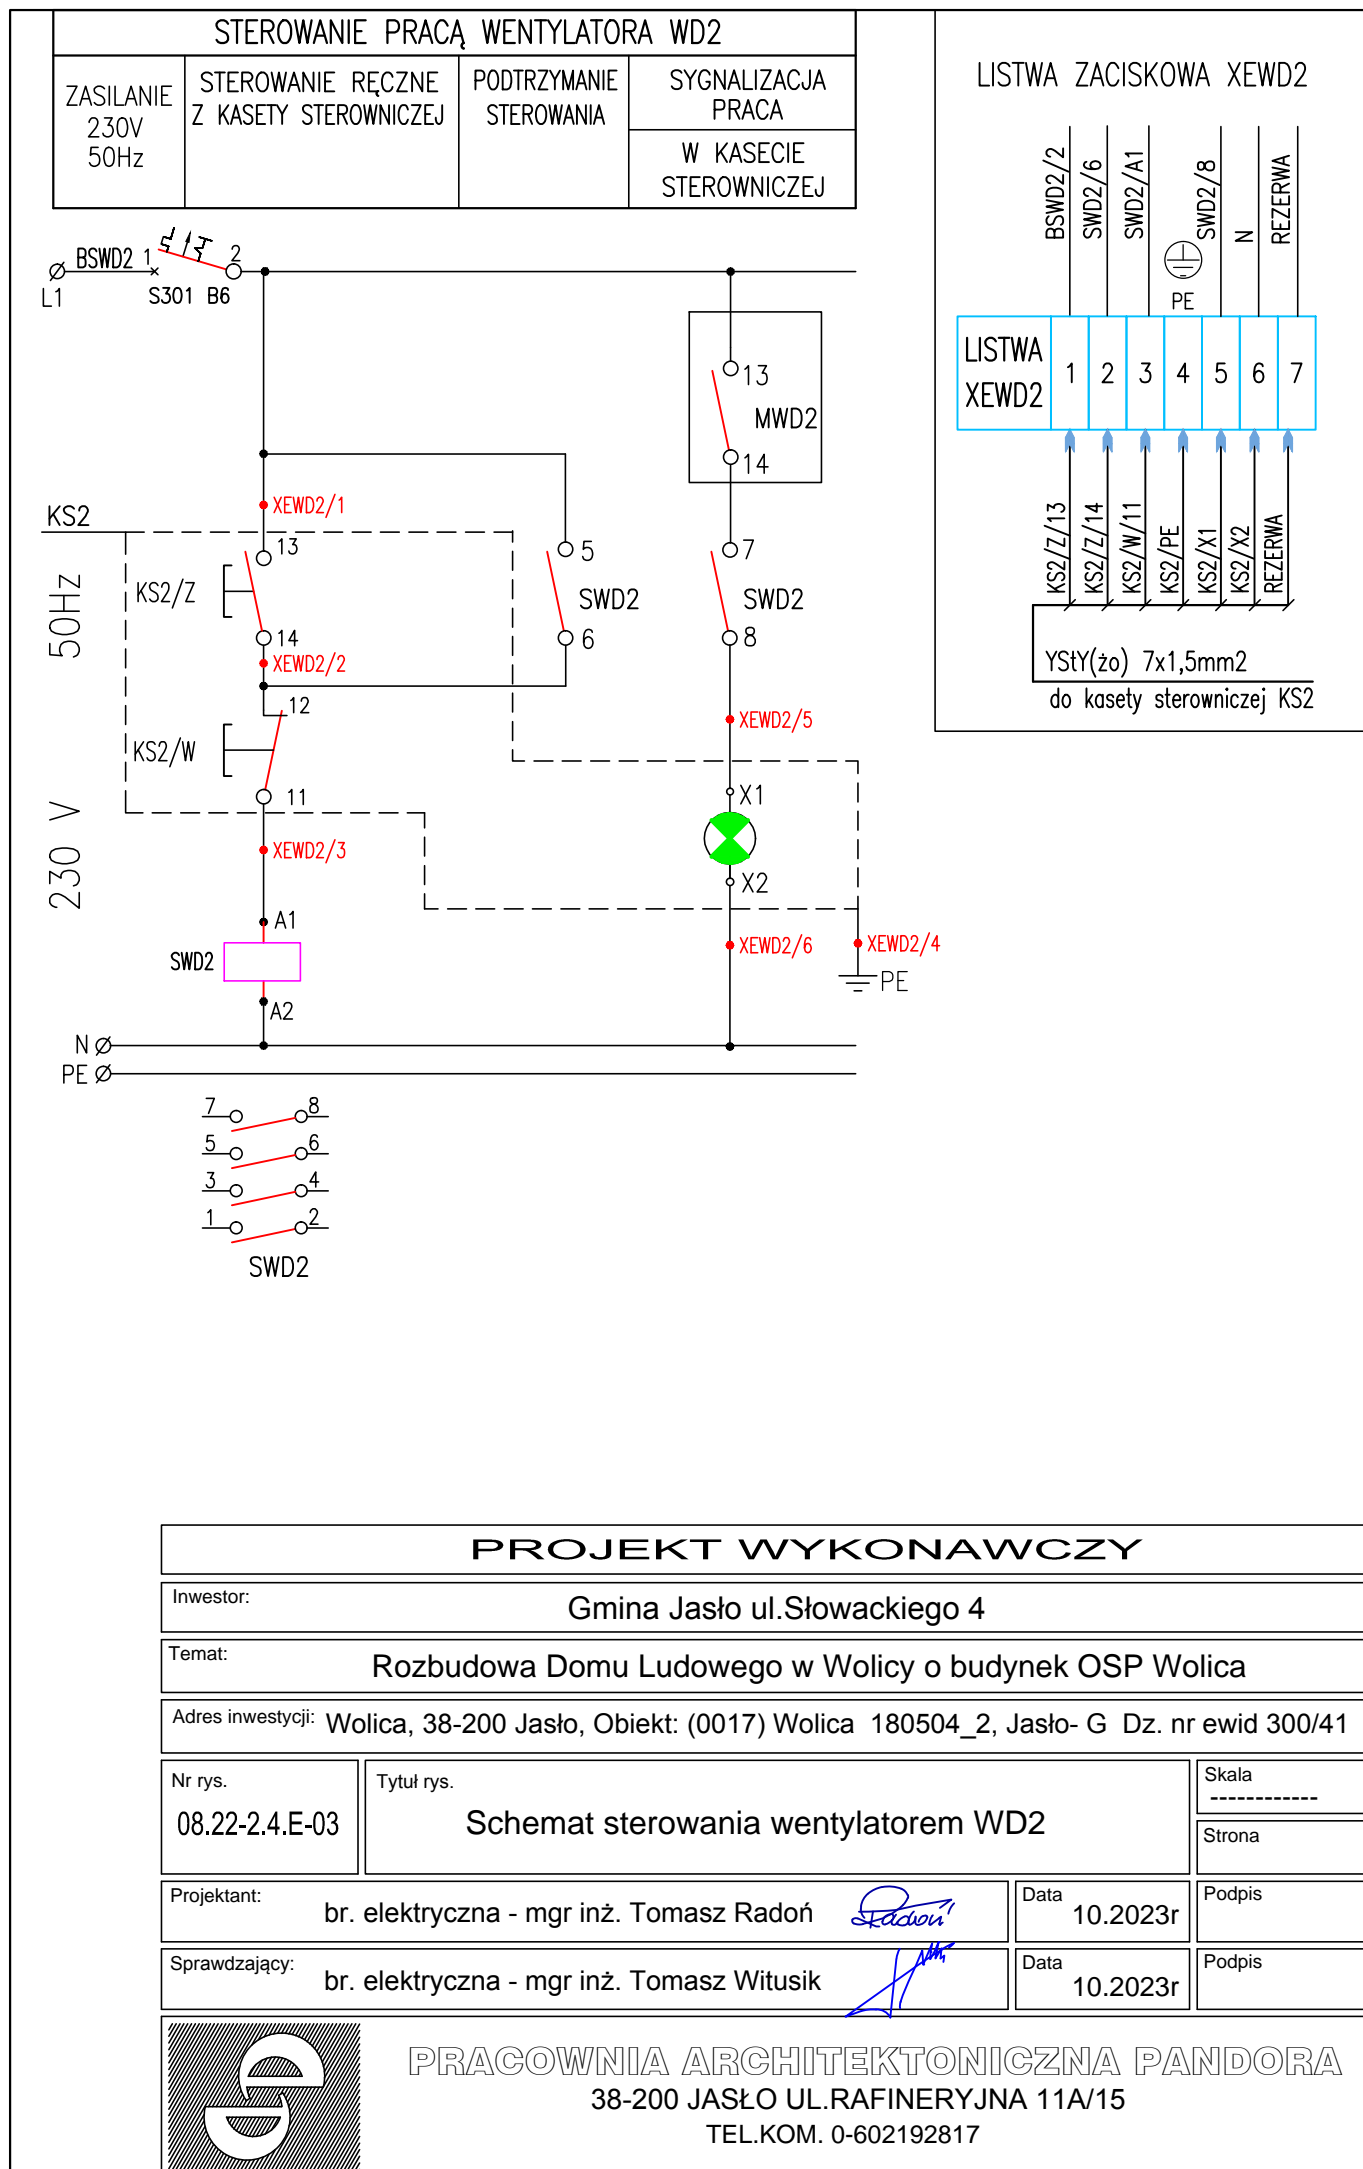 STEROWANIE PRACĄ WENTYLATORA WD2
ZASILANIE
230V
50Hz
STEROWANIE RĘCZNE
Z KASETY STEROWNICZEJ
PODTRZYMANIE
STEROWANIA
SYGNALIZACJA
PRACA
W KASECIE
STEROWNICZEJ
LISTWA ZACISKOWA XEWD2
BSWD2/2
SWD2/6
SWD2/A1
PE
SWD2/8
N
REZERWA
LISTWA
XEWD2
1 2 3 4 5 6 7
KS2/Z/13
KS2/Z/14
KS2/W/11
KS2/PE
KS2/X1
KS2/X2
REZERWA
YStY(żo) 7x1,5mm2
do kasety sterowniczej KS2
BSWD2 1 2
L1 S301 B6
13
MWD2
14
XEWD2/1
KS2
13
KS2/Z
14
5
SWD2
6
7
SWD2
8
50HZ
230 V
XEWD2/2
12
KS2/W
11
XEWD2/5
XEWD2/3
X1
X2
A1
SWD2
A2
XEWD2/6
XEWD2/4
PE
N
PE
7 8
5 6
3 4
1 2
SWD2
PROJEKT WYKONAWCZY
Inwestor:
Gmina Jasło ul.Słowackiego 4
Temat:
Rozbudowa Domu Ludowego w Wolicy o budynek OSP Wolica
Adres inwestycji: Wolica, 38-200 Jasło, Obiekt: (0017) Wolica 180504_2, Jasło- G Dz. nr ewid 300/41
Nr rys.
08.22-2.4.E-03
Tytuł rys.
Schemat sterowania wentylatorem WD2
Skala
------------
Strona
Projektant:
br. elektryczna - mgr inż. Tomasz Radoń
Radoń
Data
10.2023r
Podpis
Sprawdzający:
br. elektryczna - mgr inż. Tomasz Witusik
Data
10.2023r
Podpis
PRACOWNIA ARCHITEKTONICZNA PANDORA
38-200 JASŁO UL.RAFINERYJNA 11A/15
TEL.KOM. 0-602192817